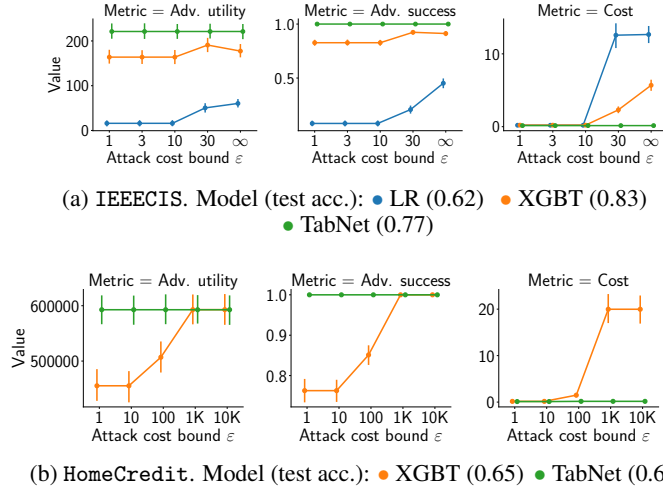 Metric = Adv. utility Metric = Adv. success Metric = Cost
Value
200
100
0
1 3 10 30 ∞
Attack cost bound ε
1.0
0.5
1 3 10 30 ∞
Attack cost bound ε
10
0
1 3 10 30 ∞
Attack cost bound ε
(a) IEEECIS. Model (test acc.): LR (0.62) XGBT (0.83)
TabNet (0.77)
Metric = Adv. utility Metric = Adv. success Metric = Cost
Value
600000
500000
1 10 100 1K 10K
Attack cost bound ε
1.0
0.9
0.8
1 10 100 1K 10K
Attack cost bound ε
20
10
0
1 10 100 1K 10K
Attack cost bound ε
(b) HomeCredit. Model (test acc.): XGBT (0.65) TabNet (0.6